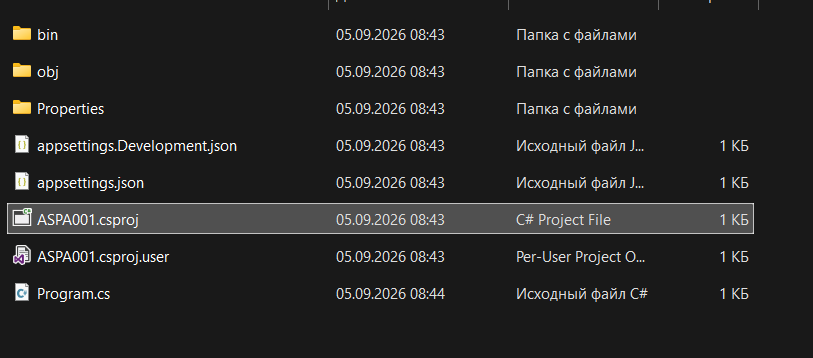 bin 05.09.2026 08:43 Папка с файлами
obj 05.09.2026 08:43 Папка с файлами
Properties 05.09.2026 08:43 Папка с файлами
appsettings.Development.json 05.09.2026 08:43 Исходный файл J... 1 КБ
appsettings.json 05.09.2026 08:43 Исходный файл J... 1 КБ
ASPA001.csproj 05.09.2026 08:43 C# Project File 1 КБ
ASPA001.csproj.user 05.09.2026 08:43 Per-User Project O... 1 КБ
Program.cs 05.09.2026 08:44 Исходный файл C# 1 КБ